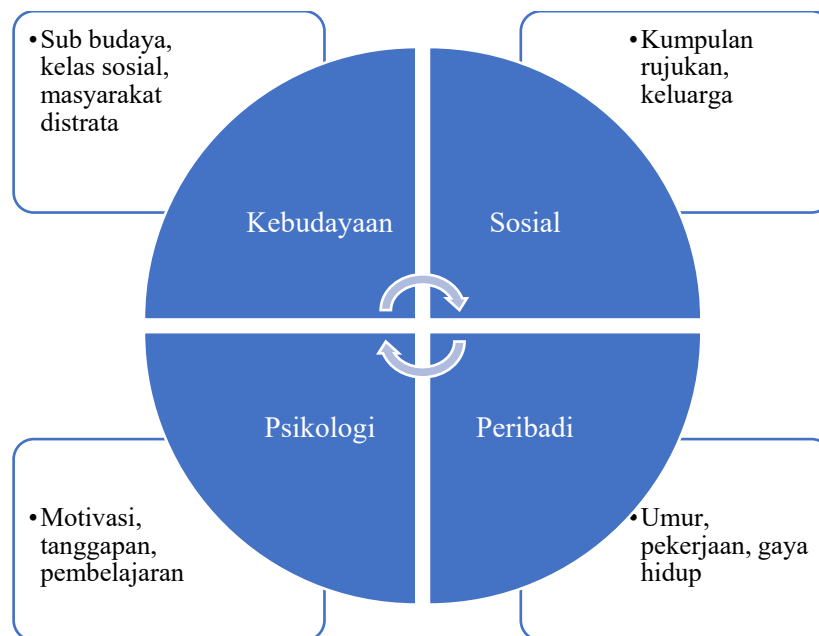 •Sub budaya,
kelas sosial,
masyarakat
distrata
•Kumpulan
rujukan,
keluarga
Kebudayaan
Sosial
Psikologi
Peribadi
•Motivasi,
tanggapan,
pembelajaran
•Umur,
pekerjaan, gaya
hidup